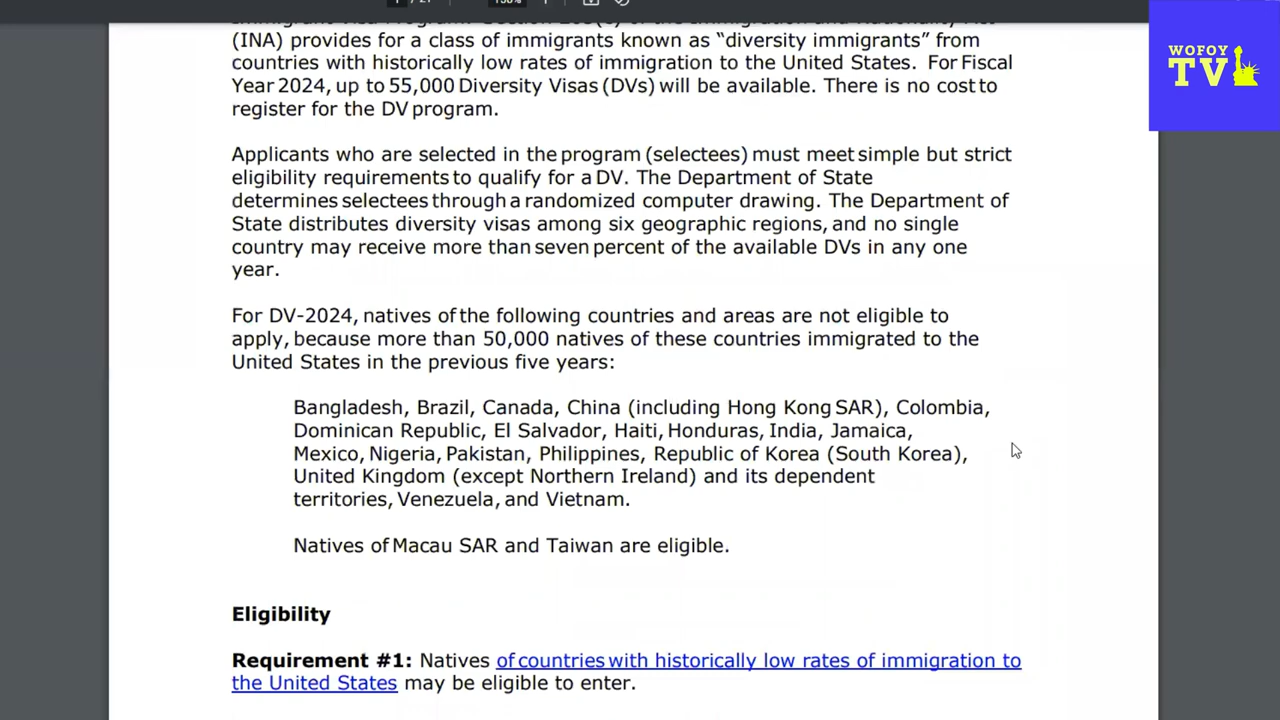 WOFOY
TV
(INA) provides for a class of immigrants known as “diversity immigrants” from
countries with historically low rates of immigration to the United States. For Fiscal
Year 2024, up to 55,000 Diversity Visas (DVs) will be available. There is no cost to
register for the DV program.
Applicants who are selected in the program (selectees) must meet simple but strict
eligibility requirements to qualify for a DV. The Department of State
determines selectees through a randomized computer drawing. The Department of
State distributes diversity visas among six geographic regions, and no single
country may receive more than seven percent of the available DVs in any one
year.
For DV-2024, natives of the following countries and areas are not eligible to
apply, because more than 50,000 natives of these countries immigrated to the
United States in the previous five years:
Bangladesh, Brazil, Canada, China (including Hong Kong SAR), Colombia,
Dominican Republic, El Salvador, Haiti, Honduras, India, Jamaica,
Mexico, Nigeria, Pakistan, Philippines, Republic of Korea (South Korea),
United Kingdom (except Northern Ireland) and its dependent
territories, Venezuela, and Vietnam.
Natives of Macau SAR and Taiwan are eligible.
Eligibility
Requirement #1: Natives of countries with historically low rates of immigration to
the United States may be eligible to enter.